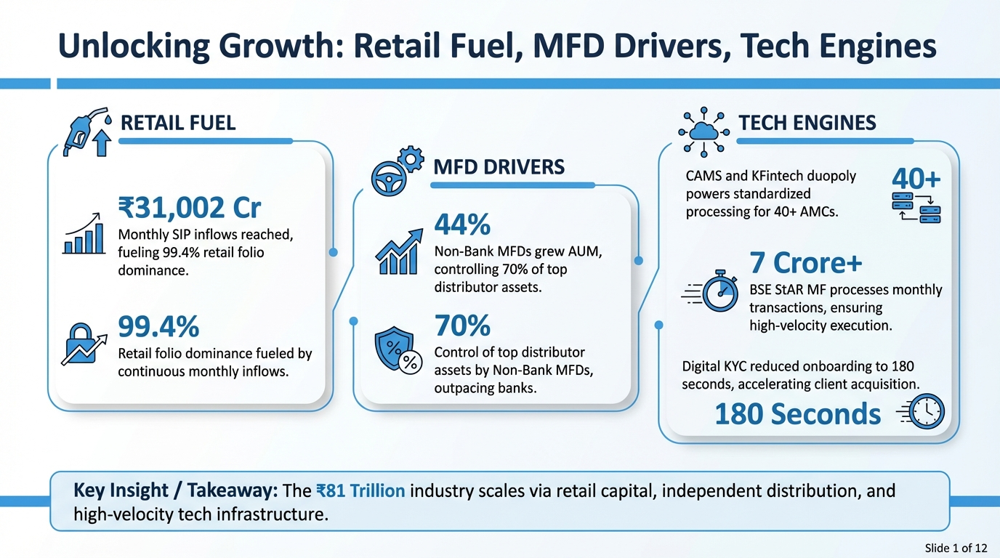 Unlocking Growth: Retail Fuel, MFD Drivers, Tech Engines
RETAIL FUEL
₹31,002 Cr
Monthly SIP inflows reached,
fueling 99.4% retail folio
dominance.
99.4%
Retail folio dominance fueled by
continuous monthly inflows.
MFD DRIVERS
44%
Non-Bank MFDs grew AUM,
controlling 70% of top
distributor assets.
70%
%
%
Control of top distributor
assets by Non-Bank MFDs,
outpacing banks.
TECH ENGINES
CAMS and KFintech duopoly
powers standardized
processing for 40+ AMCs.
40+
7 Crore+
BSE StAR MF processes monthly
transactions, ensuring
high-velocity execution.
Digital KYC reduced onboarding to 180
seconds, accelerating client acquisition.
180 Seconds
Key Insight / Takeaway: The ₹81 Trillion industry scales via retail capital, independent distribution, and
high-velocity tech infrastructure.
Slide 1 of 12